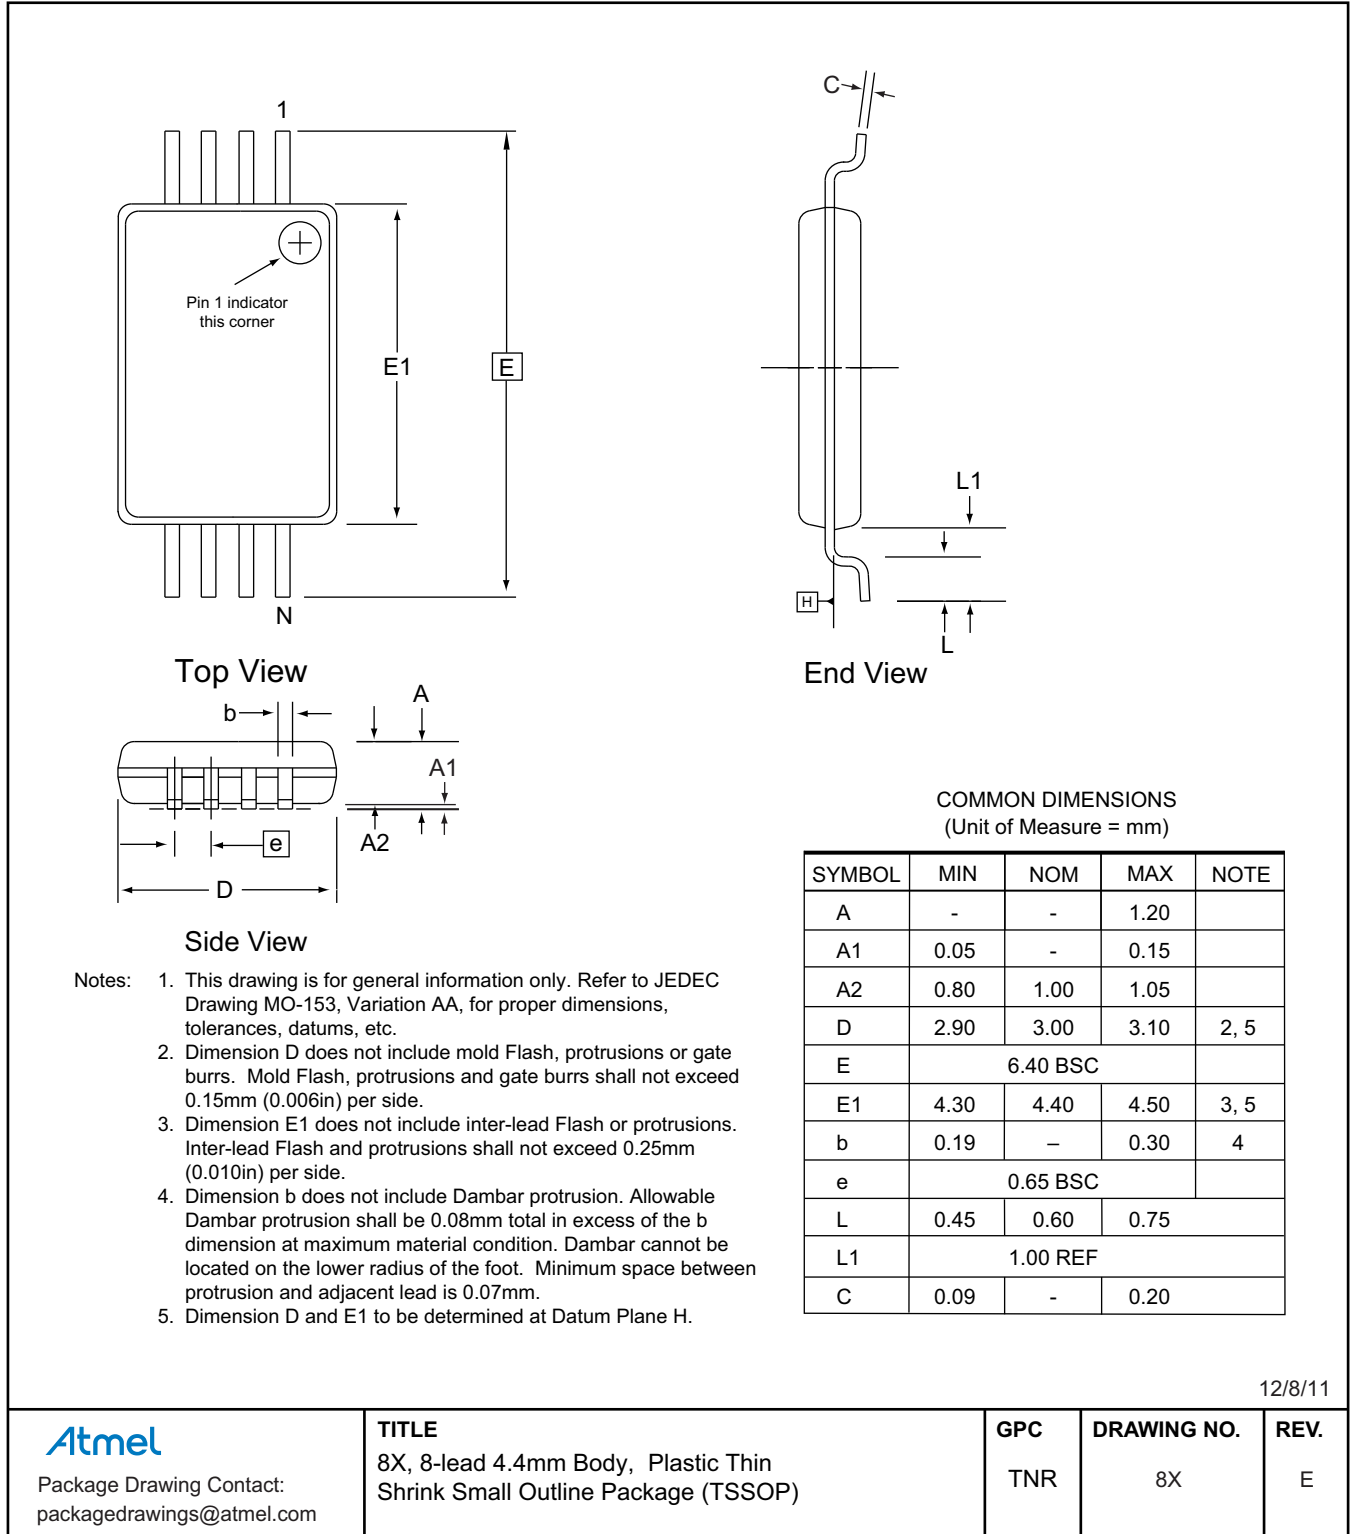 1
Pin 1 indicator
this corner
E1
E
N
Top View
C
L1
H
L
End View
b
A
A1
A2
e
D
Side View
COMMON DIMENSIONS
(Unit of Measure = mm)
SYMBOL MIN NOM MAX NOTE
A - - 1.20
A1 0.05 - 0.15
A2 0.80 1.00 1.05
D 2.90 3.00 3.10 2, 5
E 6.40 BSC
E1 4.30 4.40 4.50 3, 5
b 0.19 – 0.30 4
e 0.65 BSC
L 0.45 0.60 0.75
L1 1.00 REF
C 0.09 - 0.20
Notes: 1. This drawing is for general information only. Refer to JEDEC
Drawing MO-153, Variation AA, for proper dimensions,
tolerances, datums, etc.
2. Dimension D does not include mold Flash, protrusions or gate
burrs. Mold Flash, protrusions and gate burrs shall not exceed
0.15mm (0.006in) per side.
3. Dimension E1 does not include inter-lead Flash or protrusions.
Inter-lead Flash and protrusions shall not exceed 0.25mm
(0.010in) per side.
4. Dimension b does not include Dambar protrusion. Allowable
Dambar protrusion shall be 0.08mm total in excess of the b
dimension at maximum material condition. Dambar cannot be
located on the lower radius of the foot. Minimum space between
protrusion and adjacent lead is 0.07mm.
5. Dimension D and E1 to be determined at Datum Plane H.
12/8/11
Atmel
Package Drawing Contact:
packagedrawings@atmel.com
TITLE
8X, 8-lead 4.4mm Body, Plastic Thin
Shrink Small Outline Package (TSSOP)
GPC
TNR
DRAWING NO.
8X
REV.
E